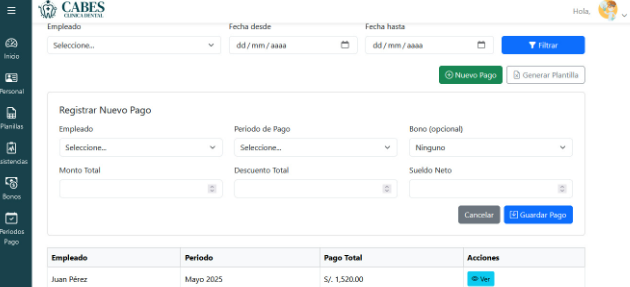 CABES
CLINICA DENTAL
Hola,
Empleado
Fecha desde
Fecha hasta
Seleccione...
dd/mm/aaaa
dd/mm/aaaa
Filtrar
Inicio
Nuevo Pago
Generar Plantilla
Personal
Registrar Nuevo Pago
Planillas
Empleado
Periodo de Pago
Bono (opcional)
Seleccione...
Seleccione...
Ninguno
sistencias
Monto Total
Descuento Total
Sueldo Neto
Bonos
Cancelar
Guardar Pago
Periodos
Pago
Empleado
Periodo
Pago Total
Acciones
Juan Pérez
Mayo 2025
S/. 1,520.00
Ver